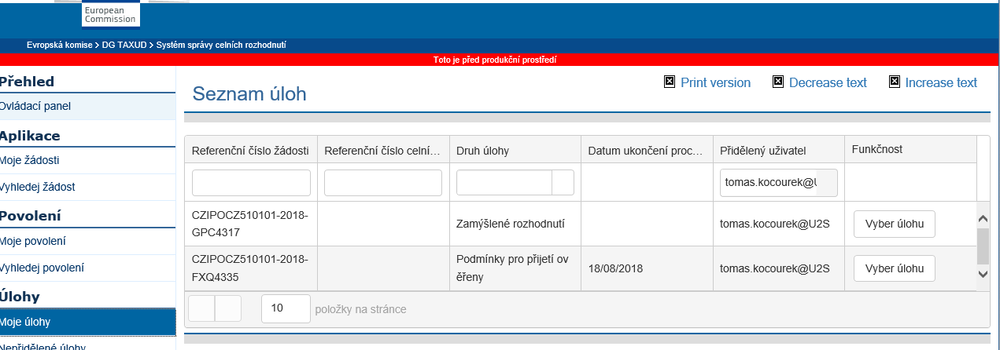 European
Commission
Evropská komise > DG TAXUD > Systém správy celních rozhodnutí
Toto je před produkční prostředí
Přehled
Ovládací panel
Aplikace
Moje žádosti
Vyhledej žádost
Povolení
Moje povolení
Vyhledej povolení
Úlohy
Moje úlohy
Nepřidělené úlohy
Seznam úloh
Print version Decrease text Increase text
Referenční číslo žádosti Referenční číslo celní... Druh úlohy Datum ukončení proc... Přidělený uživatel Funkčnost
tomas.kocourek@U
CZIPOCZ510101-2018-
GPC4317
Zamýšlené rozhodnutí tomas.kocourek@U2S Vyber úlohu
CZIPOCZ510101-2018-
FXQ4335
Podmínky pro přijetí ov
ěřeny
18/08/2018 tomas.kocourek@U2S Vyber úlohu
10 položky na stránce